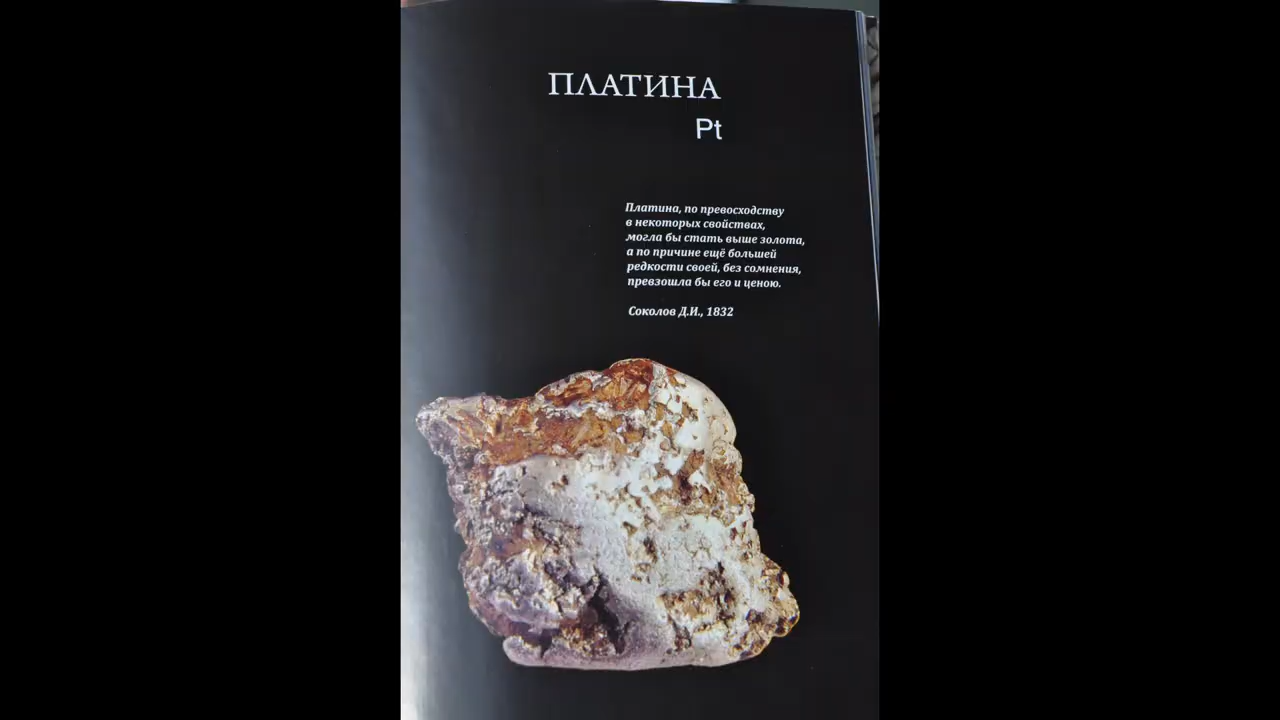 ПЛАТИНА
Pt
Платина, по превосходству
в некоторых свойствах,
могла бы стать выше золота,
а по причине ещё большей
редкости своей, без сомнения,
превзошла бы его и ценою.
Соколов Д.И., 1832